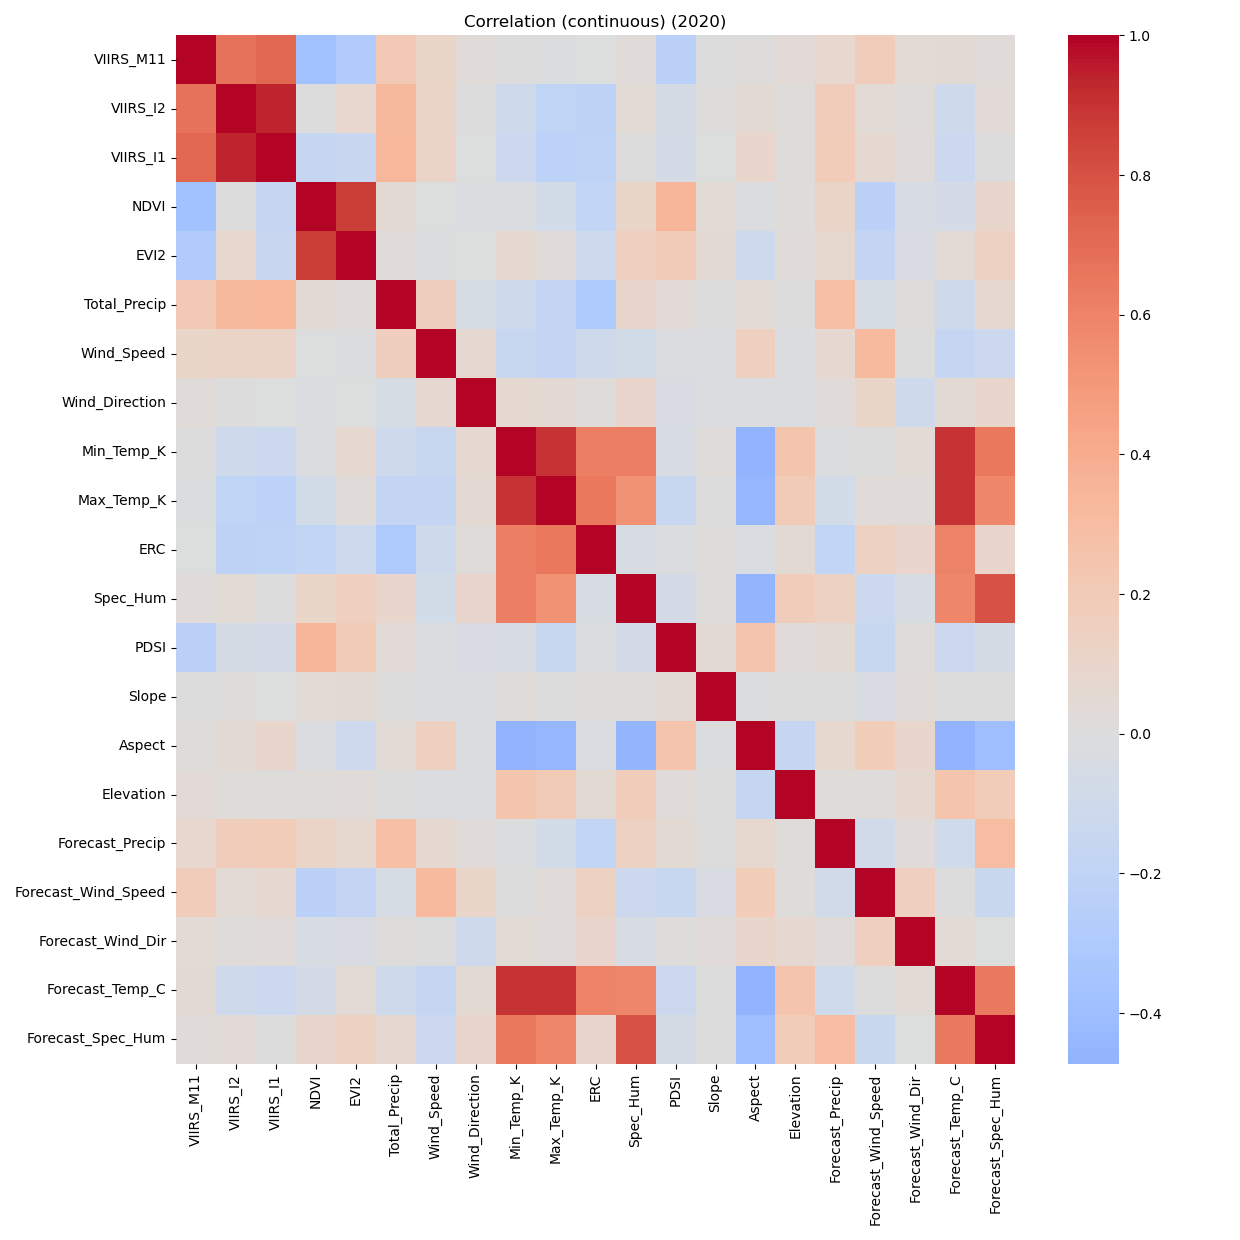 Correlation (continuous) (2020)
VIIRS_M11
VIIRS_I2
VIIRS_I1
NDVI
EVI2
Total_Precip
Wind_Speed
Wind_Direction
Min_Temp_K
Max_Temp_K
ERC
Spec_Hum
PDSI
Slope
Aspect
Elevation
Forecast_Precip
Forecast_Wind_Speed
Forecast_Wind_Dir
Forecast_Temp_C
Forecast_Spec_Hum
VIIRS_M11
VIIRS_I2
VIIRS_I1
NDVI
EVI2
Total_Precip
Wind_Speed
Wind_Direction
Min_Temp_K
Max_Temp_K
ERC
Spec_Hum
PDSI
Slope
Aspect
Elevation
Forecast_Precip
Forecast_Wind_Speed
Forecast_Wind_Dir
Forecast_Temp_C
Forecast_Spec_Hum
1.0
0.8
0.6
0.4
0.2
0.0
−0.2
−0.4